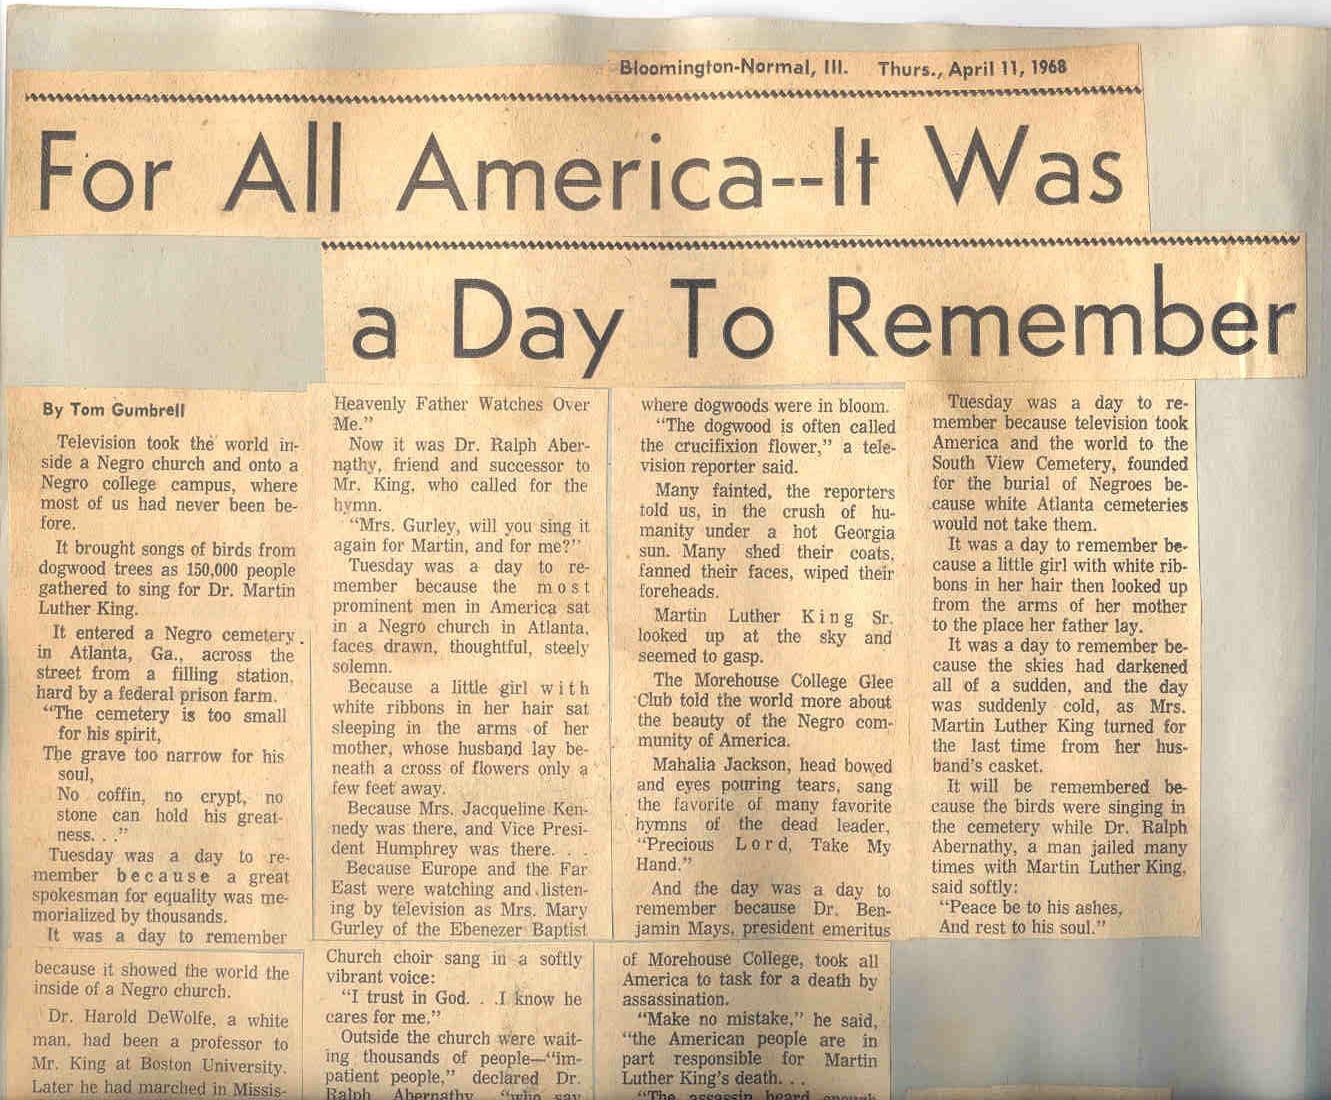 Bloomington-Normal, Ill. Thurs., April 11, 1968
For All America--It Was
a Day To Remember
By Tom Gumbrell
Television took the world in-
side a Negro church and onto a
Negro college campus, where
most of us had never been be-
fore.
It brought songs of birds from
dogwood trees as 150,000 people
gathered to sing for Dr. Martin
Luther King.
It entered a Negro cemetery
in Atlanta, Ga., across the
street from a filling station,
hard by a federal prison farm.
"The cemetery is too small
for his spirit,
The grave too narrow for his
soul,
No coffin, no crypt, no
stone can hold his great-
ness. . ."
Tuesday was a day to re-
member because a great
spokesman for equality was me-
morialized by thousands.
It was a day to remember
because it showed the world the
inside of a Negro church.
Dr. Harold DeWolfe, a white
man, had been a professor to
Mr. King at Boston University.
Later he had marched in Missis-
Heavenly Father Watches Over
Me."
Now it was Dr. Ralph Aber-
nathy, friend and successor to
Mr. King, who called for the
hymn.
"Mrs. Gurley, will you sing it
again for Martin, and for me?"
Tuesday was a day to re-
member because the most
prominent men in America sat
in a Negro church in Atlanta,
faces drawn, thoughtful, steely
solemn.
Because a little girl with
white ribbons in her hair sat
sleeping in the arms of her
mother, whose husband lay be-
neath a cross of flowers only a
few feet away.
Because Mrs. Jacqueline Ken-
nedy was there, and Vice Presi-
dent Humphrey was there. . .
Because Europe and the Far
East were watching and listen-
ing by television as Mrs. Mary
Gurley of the Ebenezer Baptist
Church choir sang in a softly
vibrant voice:
"I trust in God. . .I know he
cares for me."
Outside the church were wait-
ing thousands of people—"im-
patient people," declared Dr.
Ralph Abernathy, "who say
where dogwoods were in bloom.
"The dogwood is often called
the crucifixion flower," a tele-
vision reporter said.
Many fainted, the reporters
told us, in the crush of hu-
manity under a hot Georgia
sun. Many shed their coats,
fanned their faces, wiped their
foreheads.
Martin Luther King Sr.
looked up at the sky and
seemed to gasp.
The Morehouse College Glee
Club told the world more about
the beauty of the Negro com-
munity of America.
Mahalia Jackson, head bowed
and eyes pouring tears, sang
the favorite of many favorite
hymns of the dead leader,
"Precious Lord, Take My
Hand."
And the day was a day to
remember because Dr. Ben-
jamin Mays, president emeritus
of Morehouse College, took all
America to task for a death by
assassination.
"Make no mistake," he said,
"the American people are in
part responsible for Martin
Luther King's death. . .
"The assassin heard enough
Tuesday was a day to re-
member because television took
America and the world to the
South View Cemetery, founded
for the burial of Negroes be-
cause white Atlanta cemeteries
would not take them.
It was a day to remember be-
cause a little girl with white rib-
bons in her hair then looked up
from the arms of her mother
to the place her father lay.
It was a day to remember be-
cause the skies had darkened
all of a sudden, and the day
was suddenly cold, as Mrs.
Martin Luther King turned for
the last time from her hus-
band's casket.
It will be remembered be-
cause the birds were singing in
the cemetery while Dr. Ralph
Abernathy, a man jailed many
times with Martin Luther King,
said softly:
"Peace be to his ashes,
And rest to his soul."